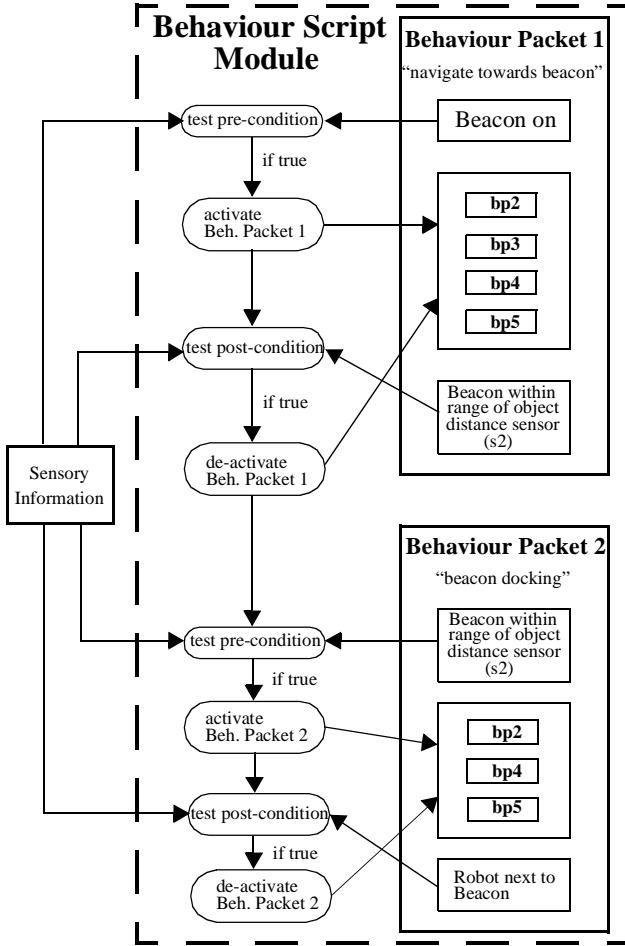 Behaviour Script
Module
test pre-condition
if true
activate
Beh. Packet 1
test post-condition
if true
de-activate
Beh. Packet 1
Sensory
Information
test pre-condition
if true
activate
Beh. Packet 2
test post-condition
if true
de-activate
Beh. Packet 2
Behaviour Packet 1
“navigate towards beacon”
Beacon on
bp2
bp3
bp4
bp5
Beacon within
range of object
distance sensor
(s2)
Behaviour Packet 2
“beacon docking”
Beacon within
range of object
distance sensor
(s2)
bp2
bp4
bp5
Robot next to
Beacon